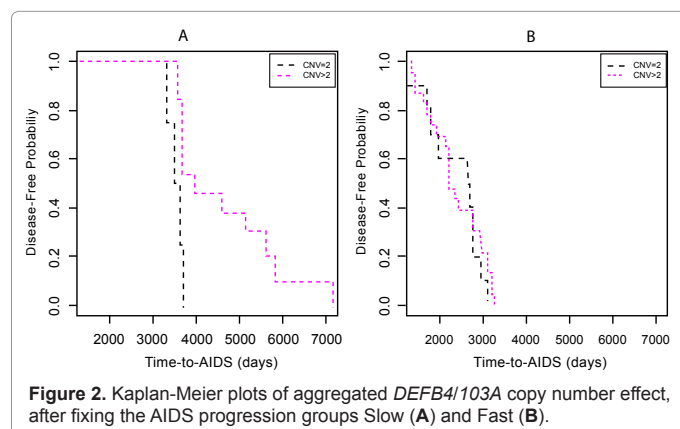 A
B
CNV=2
CNV>2
CNV=2
CNV>2
Disease-Free Probabiliy
0.0 0.2 0.4 0.6 0.8 1.0
Disease-Free Probability
0.0 0.2 0.4 0.6 0.8 1.0
2000 3000 4000 5000 6000 7000
2000 3000 4000 5000 6000 7000
Time-to-AIDS (days)
Time-to-AIDS (days)
Figure 2. Kaplan-Meier plots of aggregated DEFB4/103A copy number effect,
after fixing the AIDS progression groups Slow (A) and Fast (B).